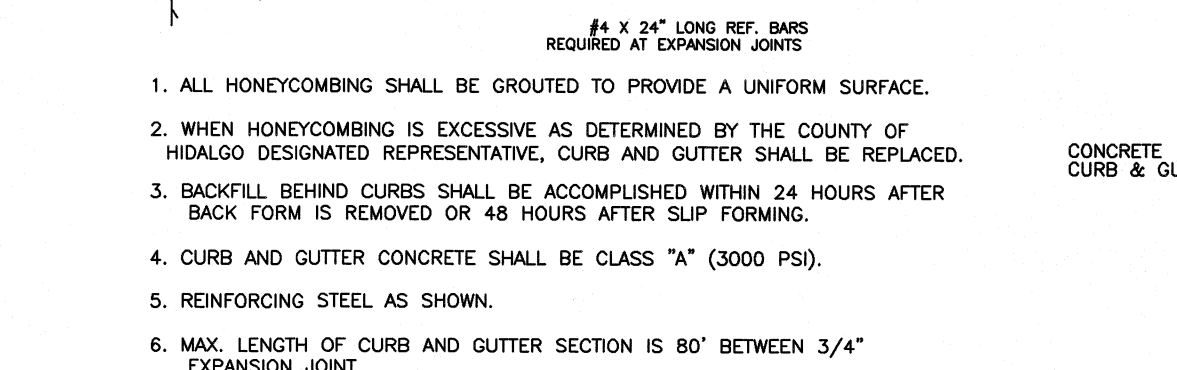 #4 X 24" LONG REF. BARS
REQUIRED AT EXPANSION JOINTS
1. ALL HONEYCOMBING SHALL BE GROUTED TO PROVIDE A UNIFORM SURFACE.
2. WHEN HONEYCOMBING IS EXCESSIVE AS DETERMINED BY THE COUNTY OF
HIDALGO DESIGNATED REPRESENTATIVE, CURB AND GUTTER SHALL BE REPLACED.
3. BACKFILL BEHIND CURBS SHALL BE ACCOMPLISHED WITHIN 24 HOURS AFTER
BACK FORM IS REMOVED OR 48 HOURS AFTER SLIP FORMING.
4. CURB AND GUTTER CONCRETE SHALL BE CLASS "A" (3000 PSI).
5. REINFORCING STEEL AS SHOWN.
6. MAX. LENGTH OF CURB AND GUTTER SECTION IS 80' BETWEEN 3/4"
EXPANSION JOINT
CONCRETE
CURB &